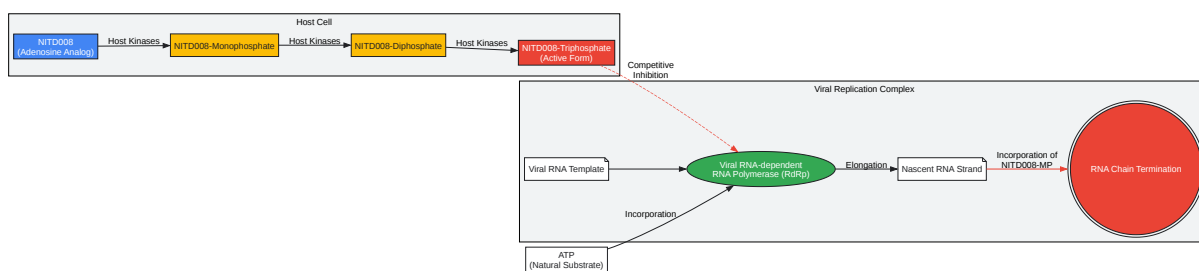 Host Cell
NITD008
(Adenosine Analog)
Host Kinases
NITD008-Monophosphate
Host Kinases
NITD008-Diphosphate
Host Kinases
NITD008-Triphosphate
(Active Form)
Competitive
Inhibition
Viral Replication Complex
Viral RNA Template
Viral RNA-dependent
RNA Polymerase (RdRp)
Elongation
Nascent RNA Strand
Incorporation of
NITD008-MP
RNA Chain Termination
Incorporation
ATP
(Natural Substrate)